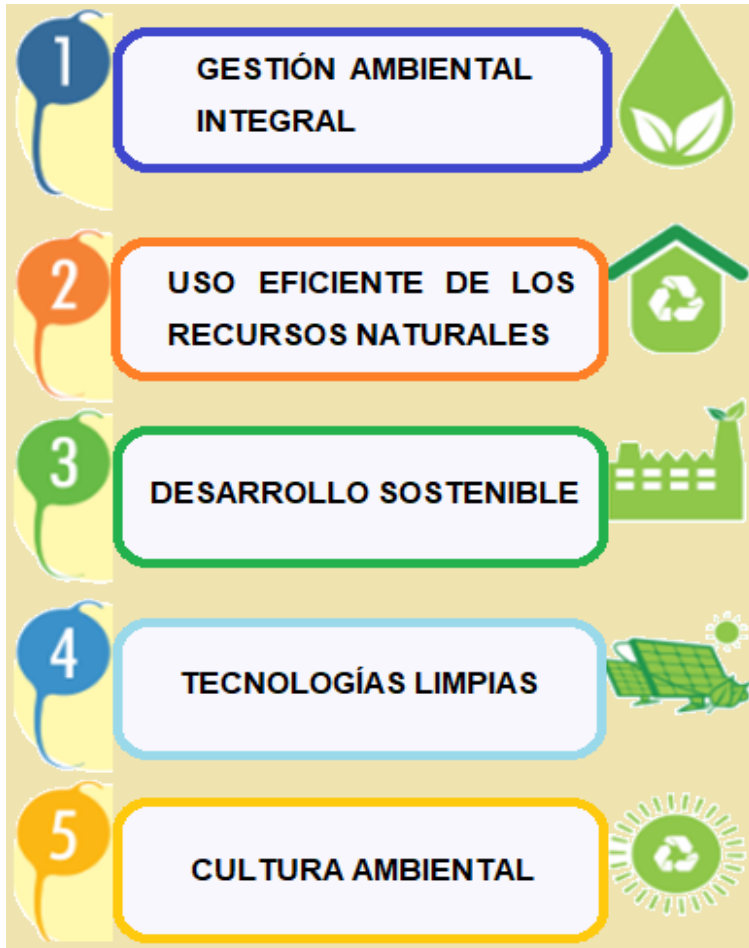 1
GESTIÓN AMBIENTAL
INTEGRAL
2
USO EFICIENTE DE LOS
RECURSOS NATURALES
3
DESARROLLO SOSTENIBLE
4
TECNOLOGÍAS LIMPIAS
5
CULTURA AMBIENTAL